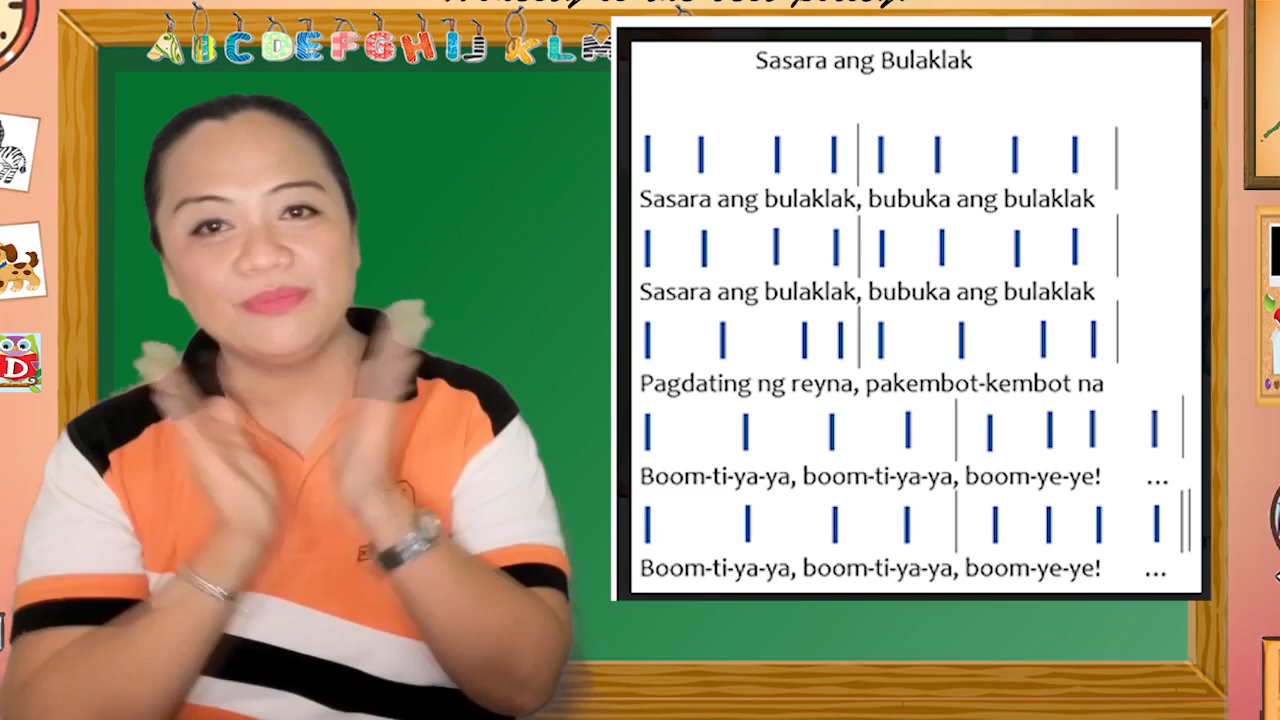 A B C D E F G H I J K L M
Sasara ang Bulaklak
Sasara ang bulaklak, bubuka ang bulaklak
Sasara ang bulaklak, bubuka ang bulaklak
Pagdating ng reyna, pakembot-kembot na
Boom-ti-ya-ya, boom-ti-ya-ya, boom-ye-ye! ...
Boom-ti-ya-ya, boom-ti-ya-ya, boom-ye-ye! ...
D